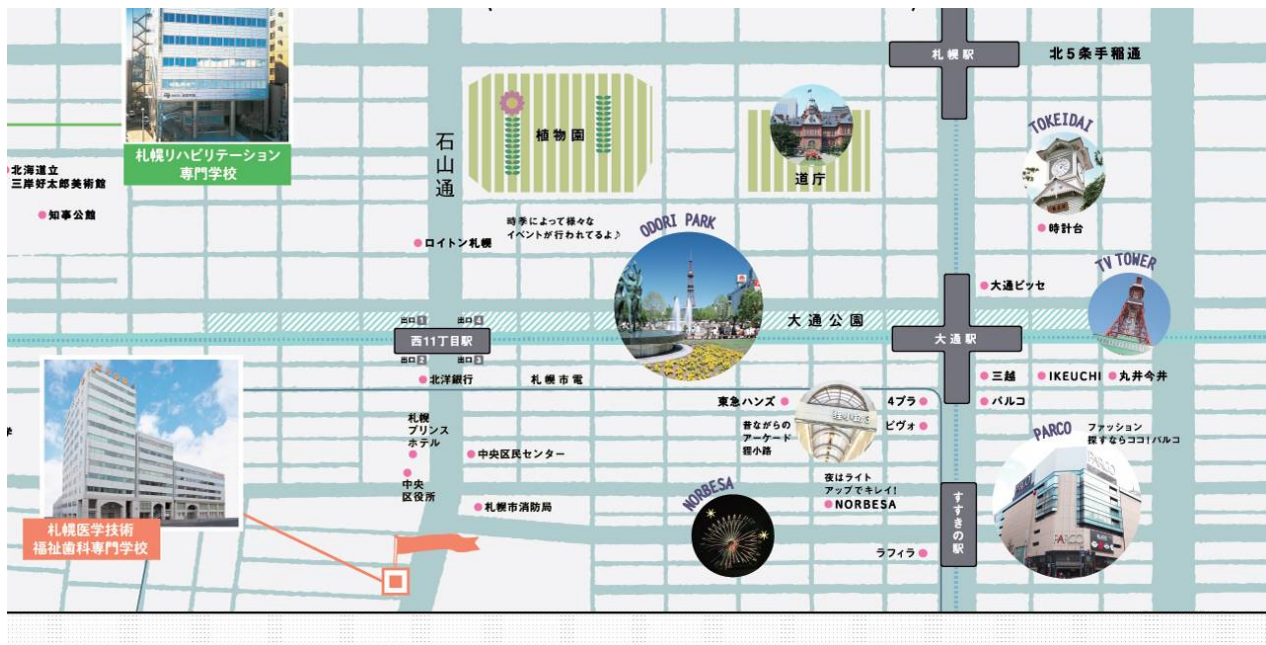 札幌駅
北5条手稲通
札幌リハビリテーション
専門学校
北海道立
三岸好太郎美術館
知事公館
石山通
植物園
道庁
TOKEIDAI
時計台
時季によって様々な
イベントが行われてるよ♪
ロイトン札幌
ODORI PARK
TV TOWER
大通ビッセ
出口1
出口4
西11丁目駅
出口2
出口3
大通公園
大通駅
北洋銀行
札幌市電
三越
IKEUCHI
丸井今井
東急ハンズ
4プラ
パルコ
札幌
プリンス
ホテル
昔ながらの
アーケード
狸小路
ピヴォ
PARCO
ファッション
探すならココ!パルコ
中央区民センター
中央
区役所
夜はライト
アップでキレイ!
NORBESA
NORBESA
札幌市消防局
すすきの駅
PARCO
PARCO
札幌医学技術
福祉歯科専門学校
ラフィラ